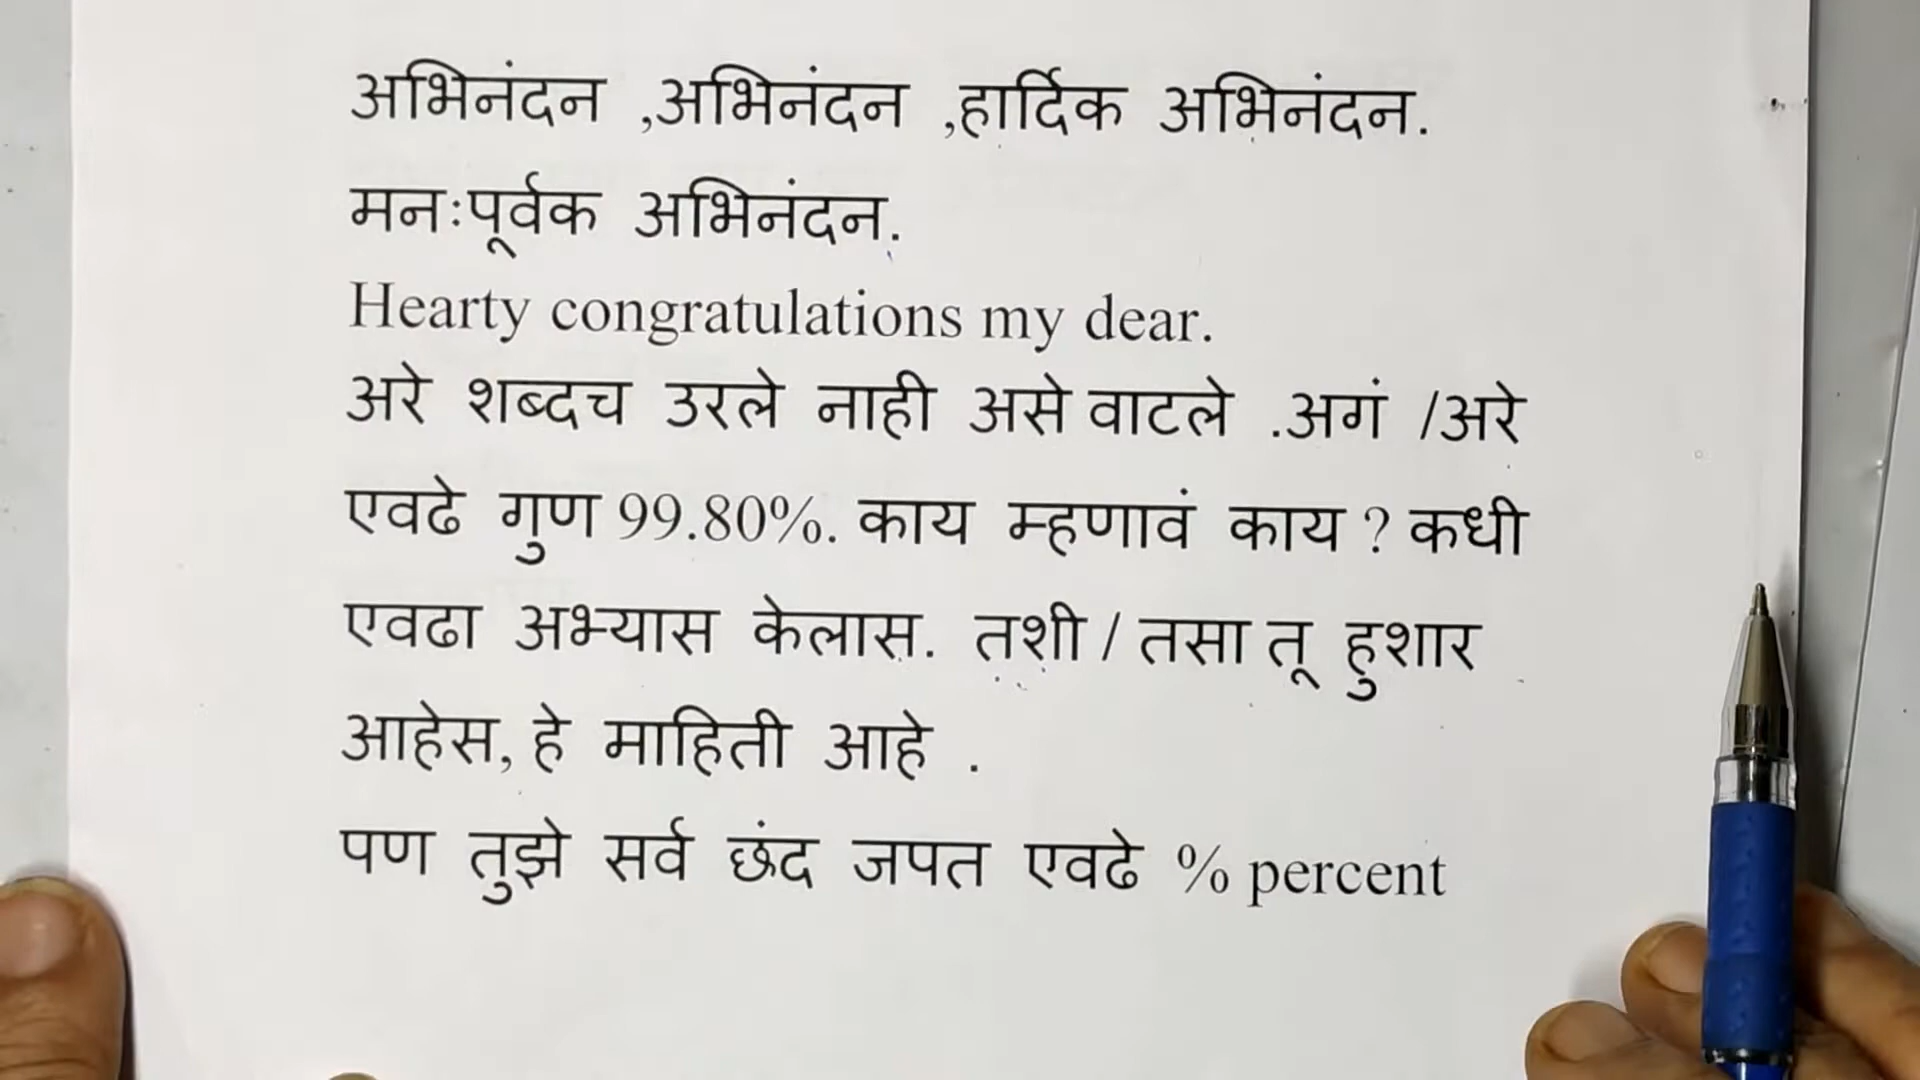 अभिनंदन ,अभिनंदन ,हार्दिक अभिनंदन.
मनःपूर्वक अभिनंदन.
Hearty congratulations my dear.
अरे शब्दच उरले नाही असे वाटले .अगं /अरे
एवढे गुण 99.80%. काय म्हणावं काय ? कधी
एवढा अभ्यास केलास. तशी / तसा तू हुशार
आहेस, हे माहिती आहे .
पण तुझे सर्व छंद जपत एवढे % percent